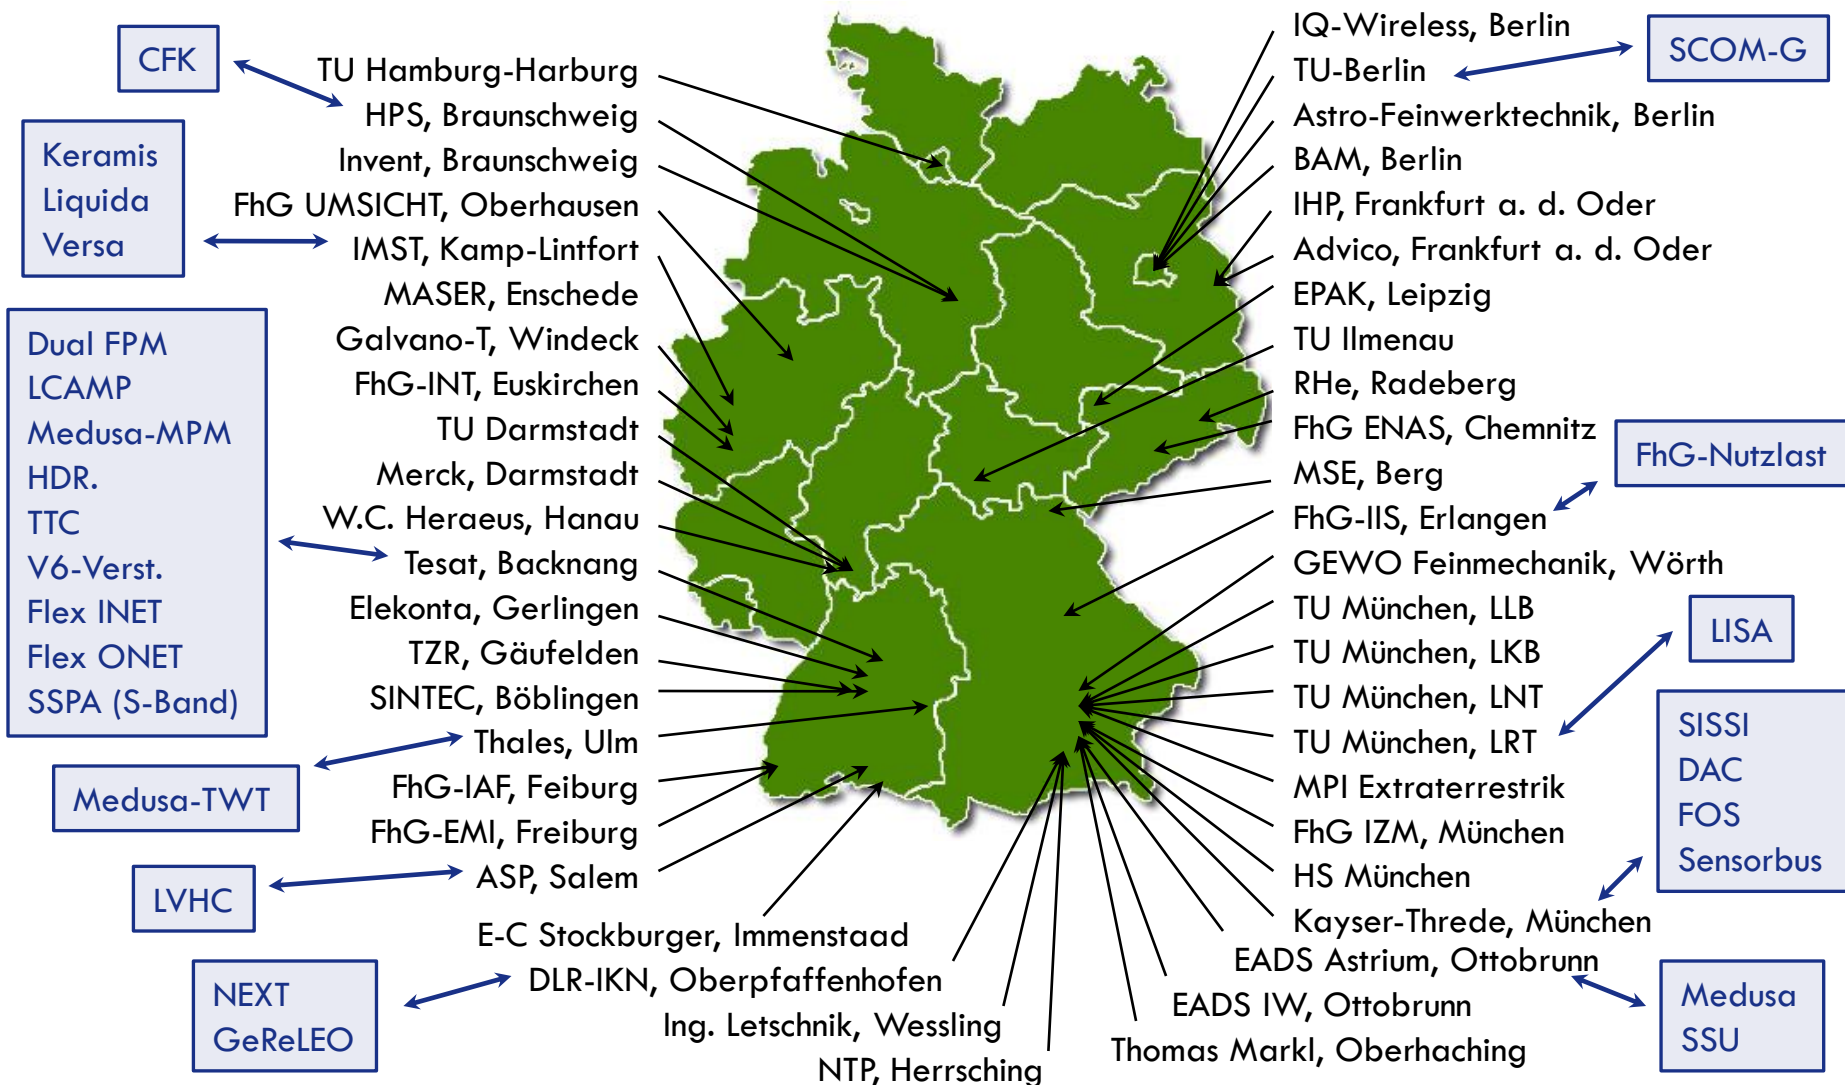 CFK
Keramis
Liquida
Versa
Dual FPM
LCAMP
Medusa-MPM
HDR.
TTC
V6-Verst.
Flex INET
Flex ONET
SSPA (S-Band)
Medusa-TWT
LVHC
NEXT
GeReLEO
TU Hamburg-Harburg
HPS, Braunschweig
Invent, Braunschweig
FhG UMSICHT, Oberhausen
IMST, Kamp-Lintfort
MASER, Enschede
Galvano-T, Windeck
FhG-INT, Euskirchen
TU Darmstadt
Merck, Darmstadt
W.C. Heraeus, Hanau
Tesat, Backnang
Elekonta, Gerlingen
TZR, Gäufelden
SINTEC, Böblingen
Thales, Ulm
FhG-IAF, Feiburg
FhG-EMI, Freiburg
ASP, Salem
E-C Stockburger, Immenstaad
DLR-IKN, Oberpfaffenhofen
Ing. Letschnik, Wessling
NTP, Herrsching
IQ-Wireless, Berlin
TU-Berlin
Astro-Feinwerktechnik, Berlin
BAM, Berlin
IHP, Frankfurt a. d. Oder
Advico, Frankfurt a. d. Oder
EPAK, Leipzig
TU Ilmenau
RHe, Radeberg
FhG ENAS, Chemnitz
MSE, Berg
FhG-IIS, Erlangen
GEWO Feinmechanik, Wörth
TU München, LLB
TU München, LKB
TU München, LNT
TU München, LRT
MPI Extraterrestrik
FhG IZM, München
HS München
Kayser-Threde, München
EADS Astrium, Ottobrunn
EADS IW, Ottobrunn
Thomas Markl, Oberhaching
SCOM-G
FhG-Nutzlast
LISA
SISSI
DAC
FOS
Sensorbus
Medusa
SSU